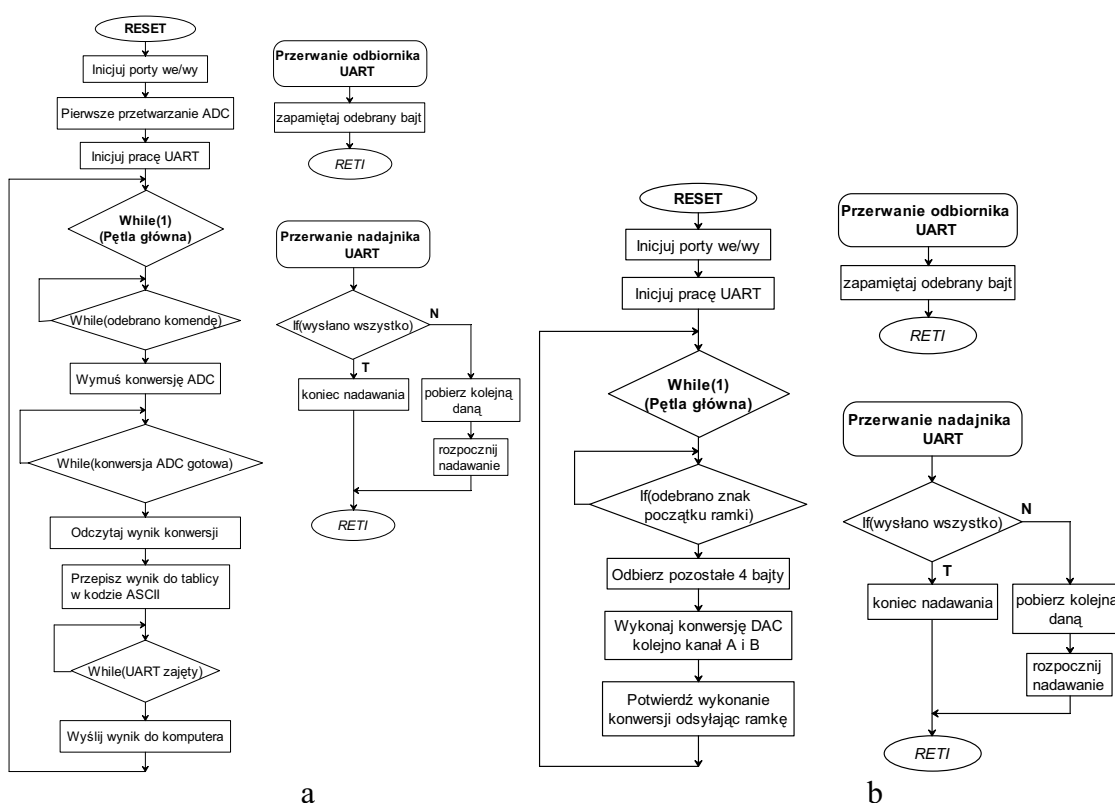 RESET
Inicjuj porty we/wy
Pierwsze przetwarzanie ADC
Inicjuj pracę UART
While(1)
(Pętla główna)
While(odebrano komendę)
Wymuś konwersję ADC
While(konwersja ADC gotowa)
Odczytaj wynik konwersji
Przepisz wynik do tablicy
w kodzie ASCII
While(UART zajęty)
Wyślij wynik do komputera
Przerwanie odbiornika
UART
zapamiętaj odebrany bajt
RETI
Przerwanie nadajnika
UART
If(wysłano wszystko)
N
T
koniec nadawania
pobierz kolejną
daną
rozpocznij
nadawanie
RETI
a
RESET
Inicjuj porty we/wy
Inicjuj pracę UART
While(1)
(Pętla główna)
If(odebrano znak
początku ramki)
Odbierz pozostałe 4 bajty
Wykonaj konwersję DAC
kolejno kanał A i B
Potwierdź wykonanie
konwersji odsyłając ramkę
Przerwanie odbiornika
UART
zapamiętaj odebrany bajt
RETI
Przerwanie nadajnika
UART
If(wysłano wszystko)
N
T
koniec nadawania
pobierz kolejną
daną
rozpocznij
nadawanie
RETI
b